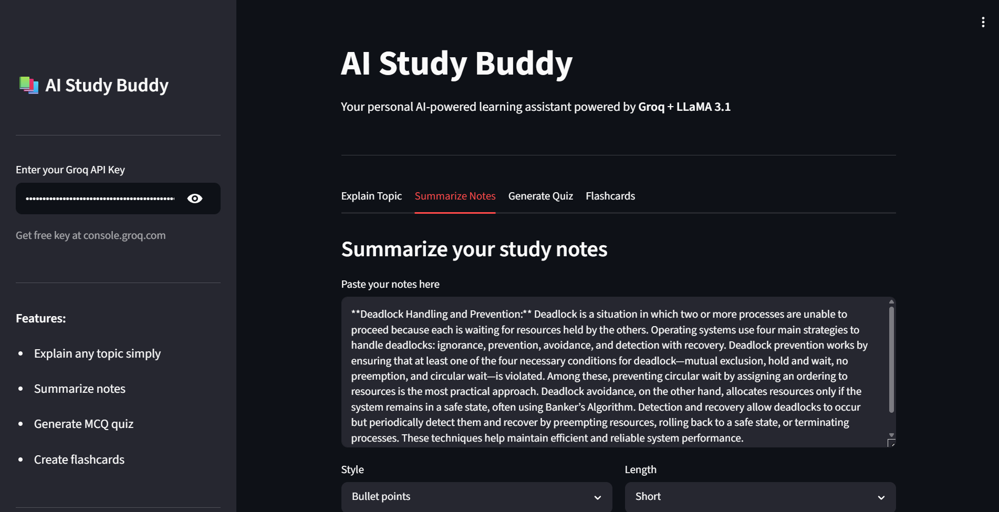 AI Study Buddy
Enter your Groq API Key
••••••••••••••••••••••••••••••••••••••••••••••
Get free key at console.groq.com
Features:
• Explain any topic simply
• Summarize notes
• Generate MCQ quiz
• Create flashcards
AI Study Buddy
Your personal AI-powered learning assistant powered by Groq + LLaMA 3.1
Explain Topic Summarize Notes Generate Quiz Flashcards
Summarize your study notes
Paste your notes here
**Deadlock Handling and Prevention:** Deadlock is a situation in which two or more processes are unable to
proceed because each is waiting for resources held by the others. Operating systems use four main strategies to
handle deadlocks: ignorance, prevention, avoidance, and detection with recovery. Deadlock prevention works by
ensuring that at least one of the four necessary conditions for deadlock—mutual exclusion, hold and wait, no
preemption, and circular wait—is violated. Among these, preventing circular wait by assigning an ordering to
resources is the most practical approach. Deadlock avoidance, on the other hand, allocates resources only if the
system remains in a safe state, often using Banker’s Algorithm. Detection and recovery allow deadlocks to occur
but periodically detect them and recover by preempting resources, rolling back to a safe state, or terminating
processes. These techniques help maintain efficient and reliable system performance.
Style Length
Bullet points Short